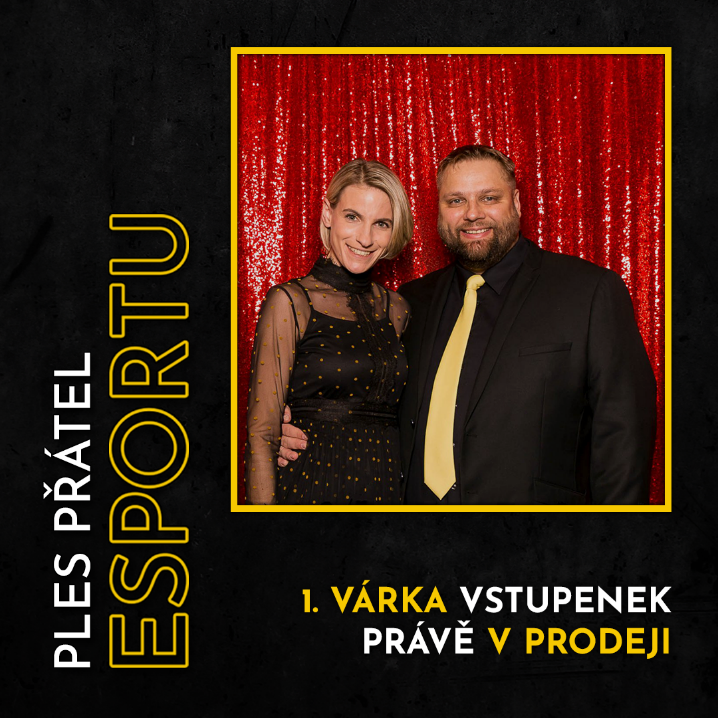 PLES PŘÁTEL
ESPORTU
1. VÁRKA VSTUPENEK
PRÁVĚ V PRODEJI